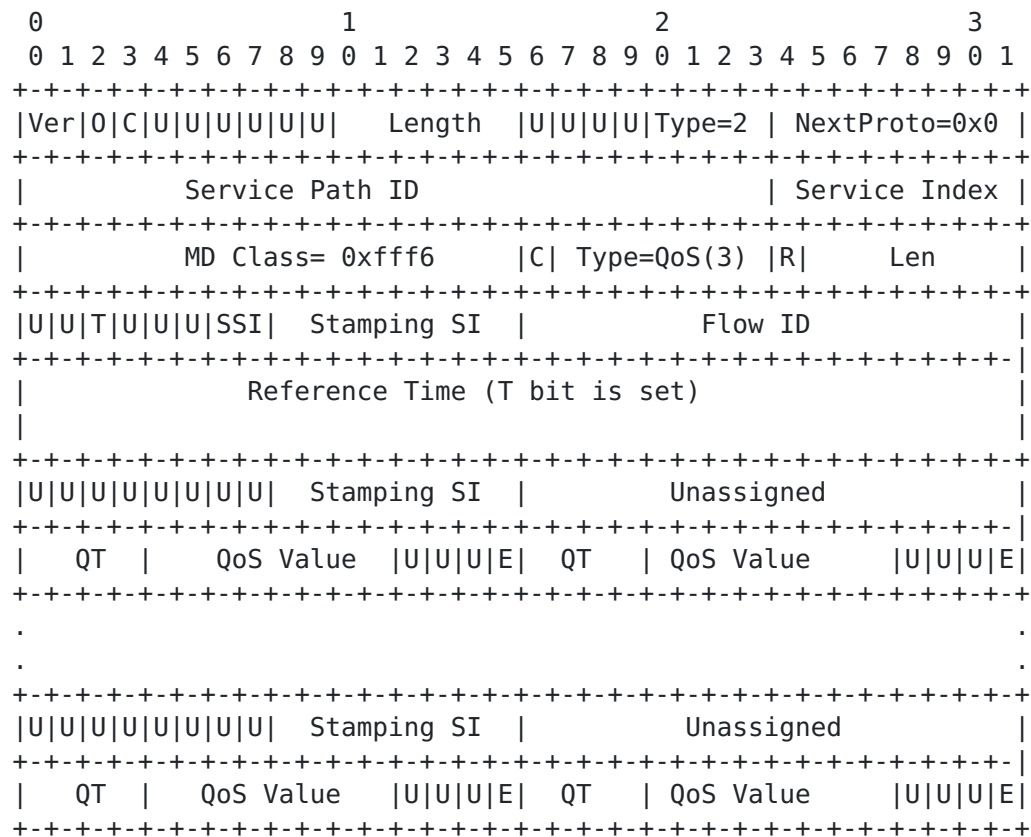 0                   1                   2                   3
 0 1 2 3 4 5 6 7 8 9 0 1 2 3 4 5 6 7 8 9 0 1 2 3 4 5 6 7 8 9 0 1
+-+-+-+-+-+-+-+-+-+-+-+-+-+-+-+-+-+-+-+-+-+-+-+-+-+-+-+-+-+-+-+-+
|Ver|O|C|U|U|U|U|U|U|   Length  |U|U|U|U|Type=2 | NextProto=0x0 |
+-+-+-+-+-+-+-+-+-+-+-+-+-+-+-+-+-+-+-+-+-+-+-+-+-+-+-+-+-+-+-+-+
|          Service Path ID                      | Service Index |
+-+-+-+-+-+-+-+-+-+-+-+-+-+-+-+-+-+-+-+-+-+-+-+-+-+-+-+-+-+-+-+-+
|          MD Class= 0xfff6     |C| Type=QoS(3) |R|     Len     |
+-+-+-+-+-+-+-+-+-+-+-+-+-+-+-+-+-+-+-+-+-+-+-+-+-+-+-+-+-+-+-+-+
|U|U|T|U|U|U|SSI|  Stamping SI  |           Flow ID             |
+-+-+-+-+-+-+-+-+-+-+-+-+-+-+-+-+-+-+-+-+-+-+-+-+-+-+-+-+-+-+-+-|
|              Reference Time (T bit is set)                    |
|                                                               |
+-+-+-+-+-+-+-+-+-+-+-+-+-+-+-+-+-+-+-+-+-+-+-+-+-+-+-+-+-+-+-+-+
|U|U|U|U|U|U|U|U|  Stamping SI  |         Unassigned            |
+-+-+-+-+-+-+-+-+-+-+-+-+-+-+-+-+-+-+-+-+-+-+-+-+-+-+-+-+-+-+-+-|
|   QT  |    QoS Value  |U|U|U|E|  QT   | QoS Value     |U|U|U|E|
+-+-+-+-+-+-+-+-+-+-+-+-+-+-+-+-+-+-+-+-+-+-+-+-+-+-+-+-+-+-+-+-+
.                                                               .
.                                                               .
+-+-+-+-+-+-+-+-+-+-+-+-+-+-+-+-+-+-+-+-+-+-+-+-+-+-+-+-+-+-+-+-+
|U|U|U|U|U|U|U|U|  Stamping SI  |          Unassigned           |
+-+-+-+-+-+-+-+-+-+-+-+-+-+-+-+-+-+-+-+-+-+-+-+-+-+-+-+-+-+-+-+-|
|   QT  |   QoS Value   |U|U|U|E|  QT   | QoS Value     |U|U|U|E|
+-+-+-+-+-+-+-+-+-+-+-+-+-+-+-+-+-+-+-+-+-+-+-+-+-+-+-+-+-+-+-+-+